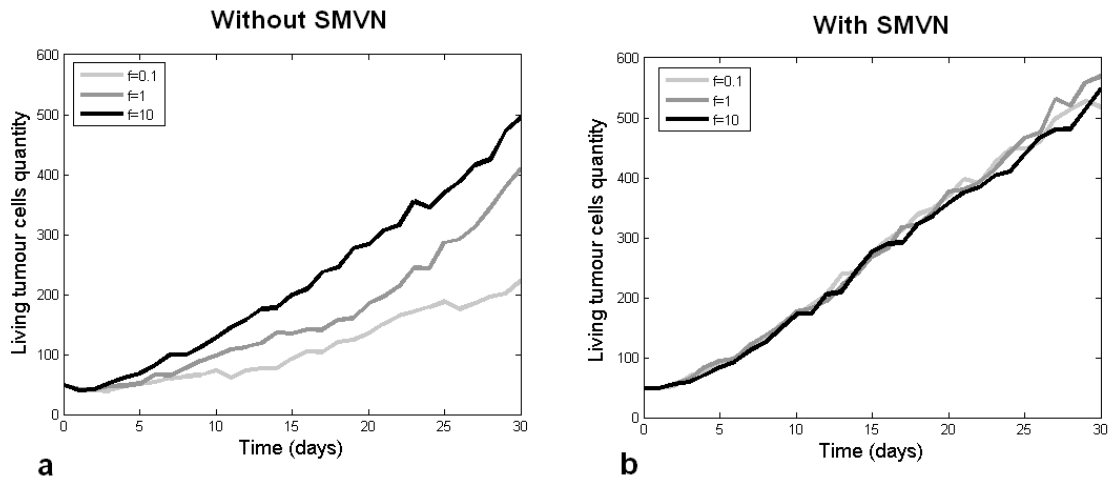 Without SMVN
600
500
400
300
200
100
0
f=0.1
f=1
f=10
Living tumour cells quantity
0 5 10 15 20 25 30
Time (days)
a
With SMVN
600
500
400
300
200
100
0
f=0.1
f=1
f=10
Living tumour cells quantity
0 5 10 15 20 25 30
Time (days)
b